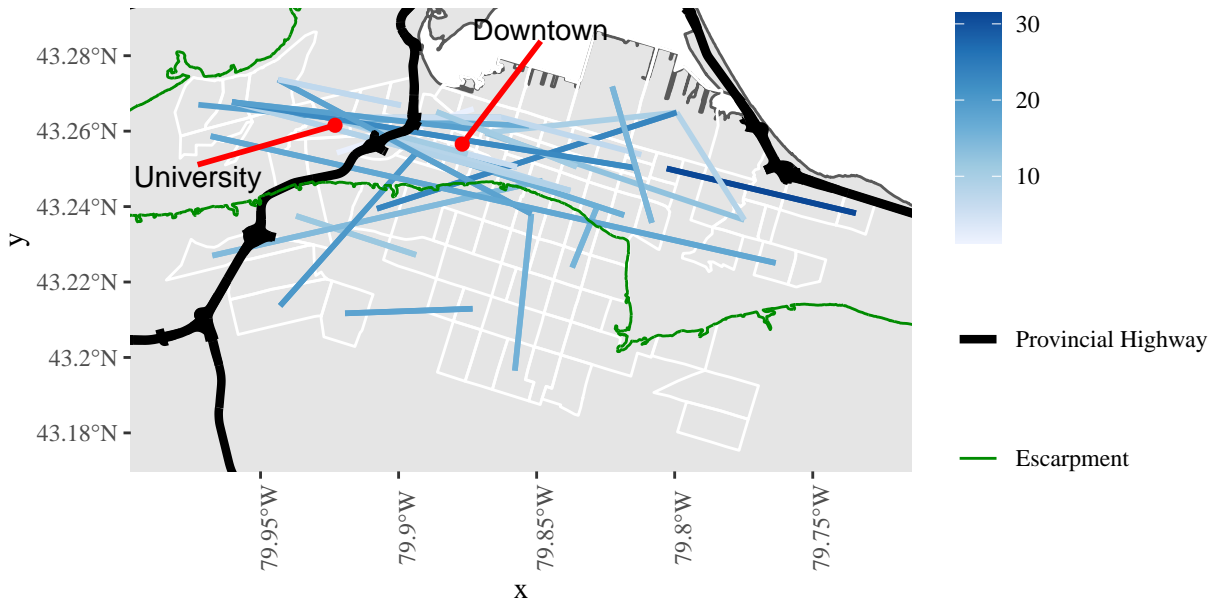 Downtown
University
43.28°N
43.26°N
43.24°N
43.22°N
43.2°N
43.18°N
y
79.95°W
79.9°W
79.85°W
79.8°W
79.75°W
x
30
20
10
Provincial Highway
Escarpment